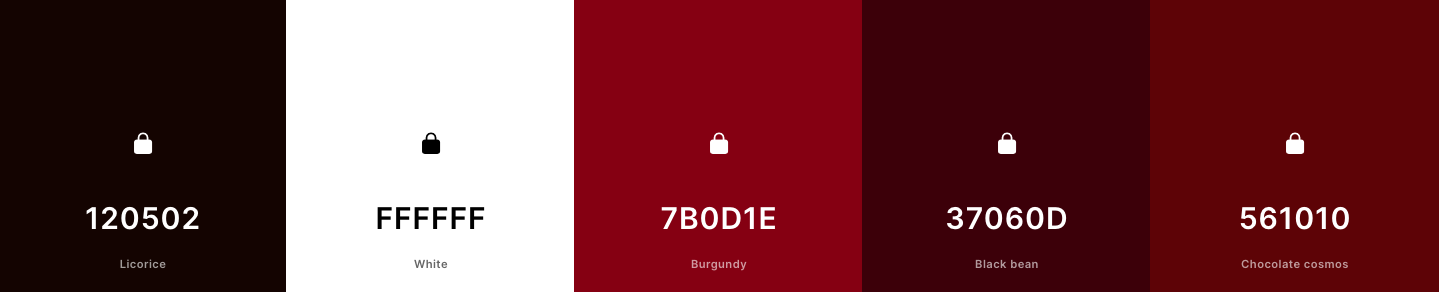 120502
Licorice
FFFFFF
White
7B0D1E
Burgundy
37060D
Black bean
561010
Chocolate cosmos